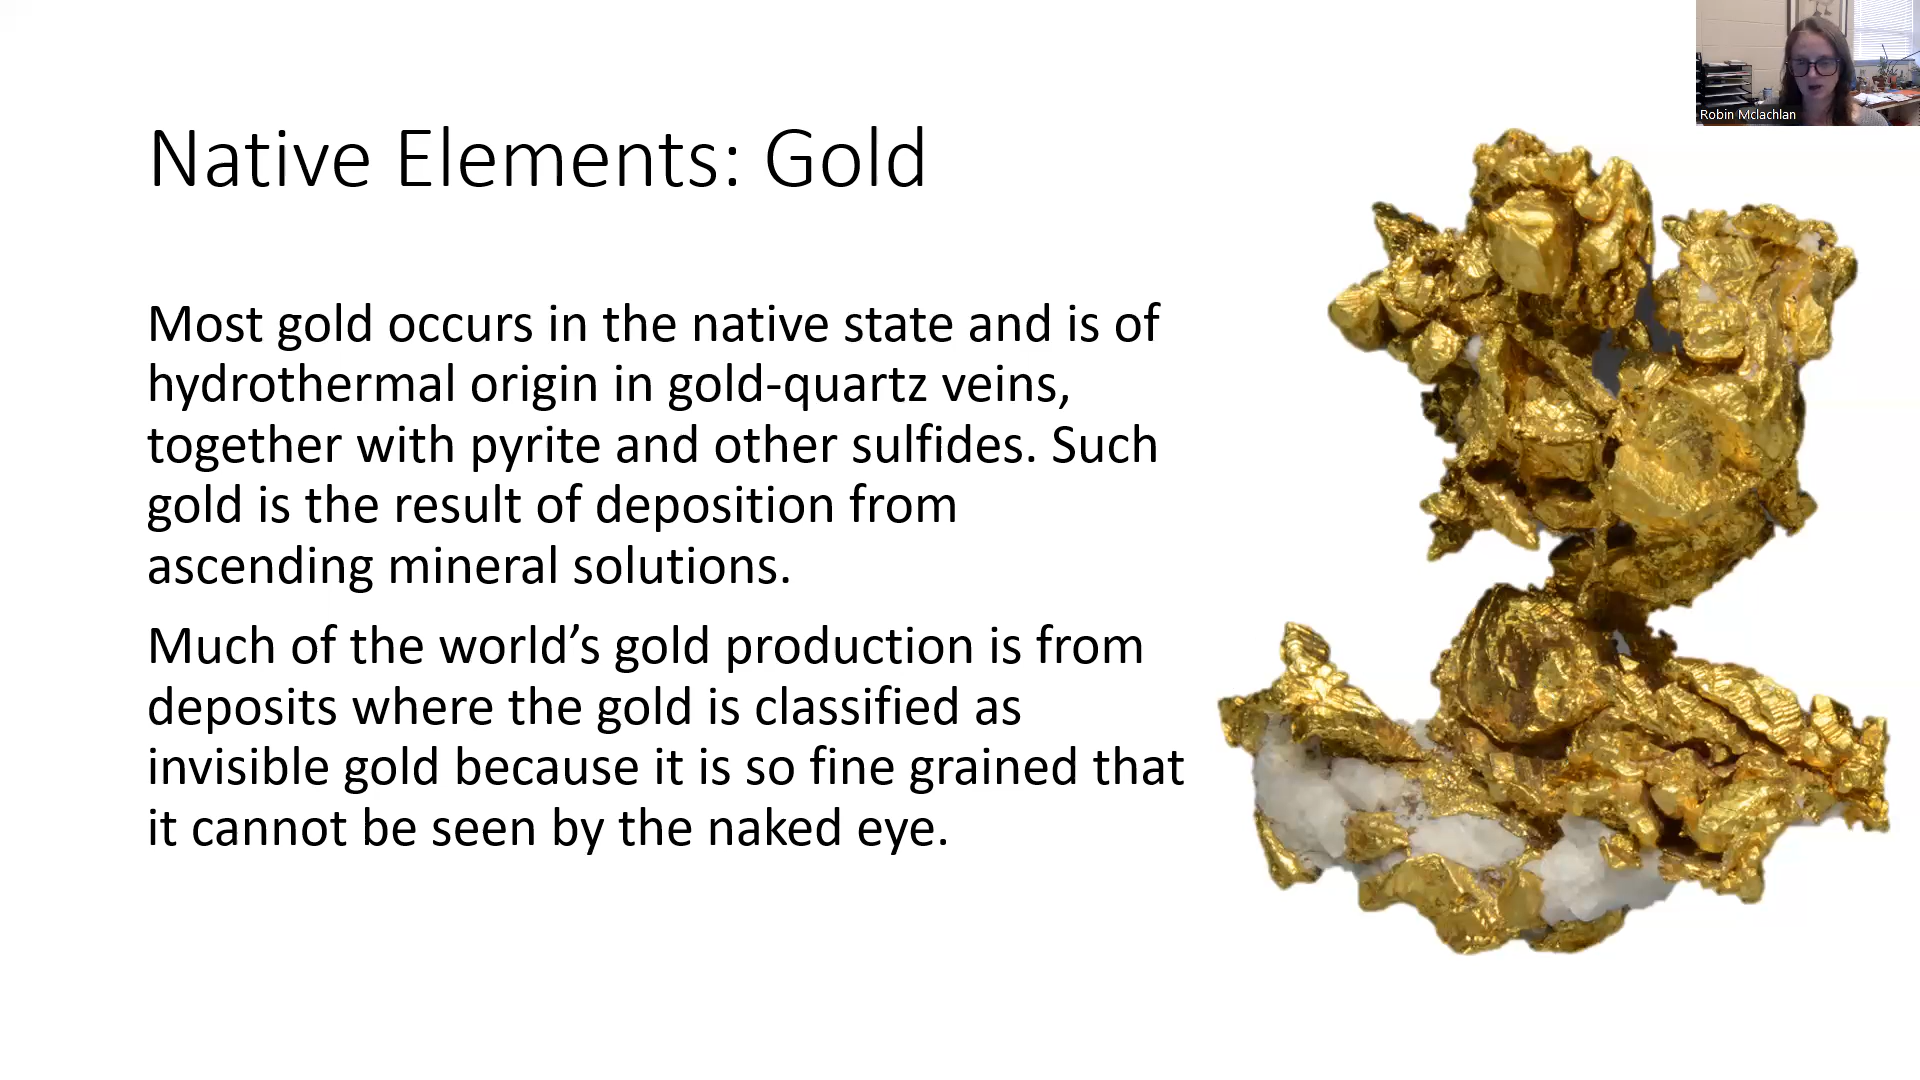 Robin Mclachlan
Native Elements: Gold
Most gold occurs in the native state and is of
hydrothermal origin in gold-quartz veins,
together with pyrite and other sulfides. Such
gold is the result of deposition from
ascending mineral solutions.
Much of the world’s gold production is from
deposits where the gold is classified as
invisible gold because it is so fine grained that
it cannot be seen by the naked eye.